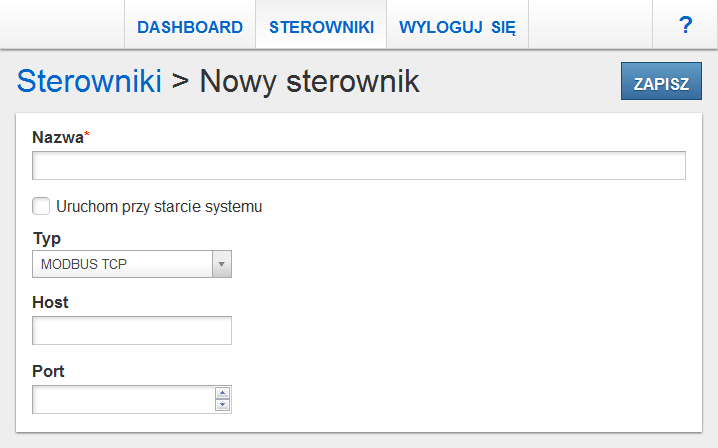 DASHBOARD STEROWNIKI WYLOGUJ SIĘ ?
Sterowniki > Nowy sterownik ZAPISZ
Nazwa*
Uruchom przy starcie systemu
Typ
MODBUS TCP
Host
Port